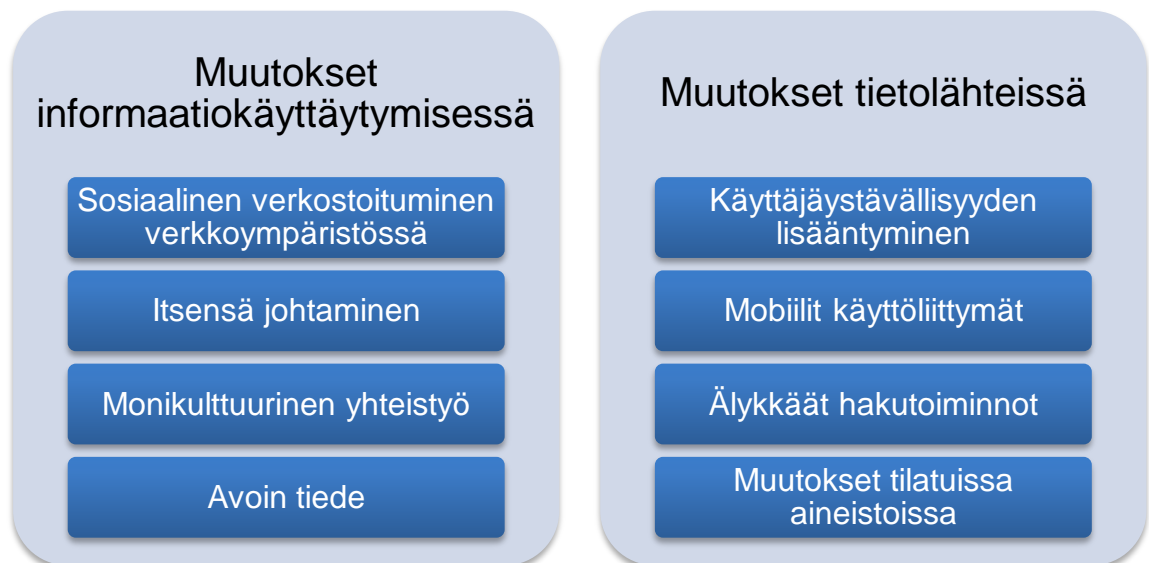 Muutokset
informaatiokäyttäytymisessä
Sosiaalinen verkostoituminen
verkkoympäristössä
Itsensä johtaminen
Monikulttuurinen yhteistyö
Avoin tiede
Muutokset tietolähteissä
Käyttäjäystävällisyyden
lisääntyminen
Mobiilit käyttöliittymät
Älykkäät hakutoiminnot
Muutokset tilatuissa
aineistoissa